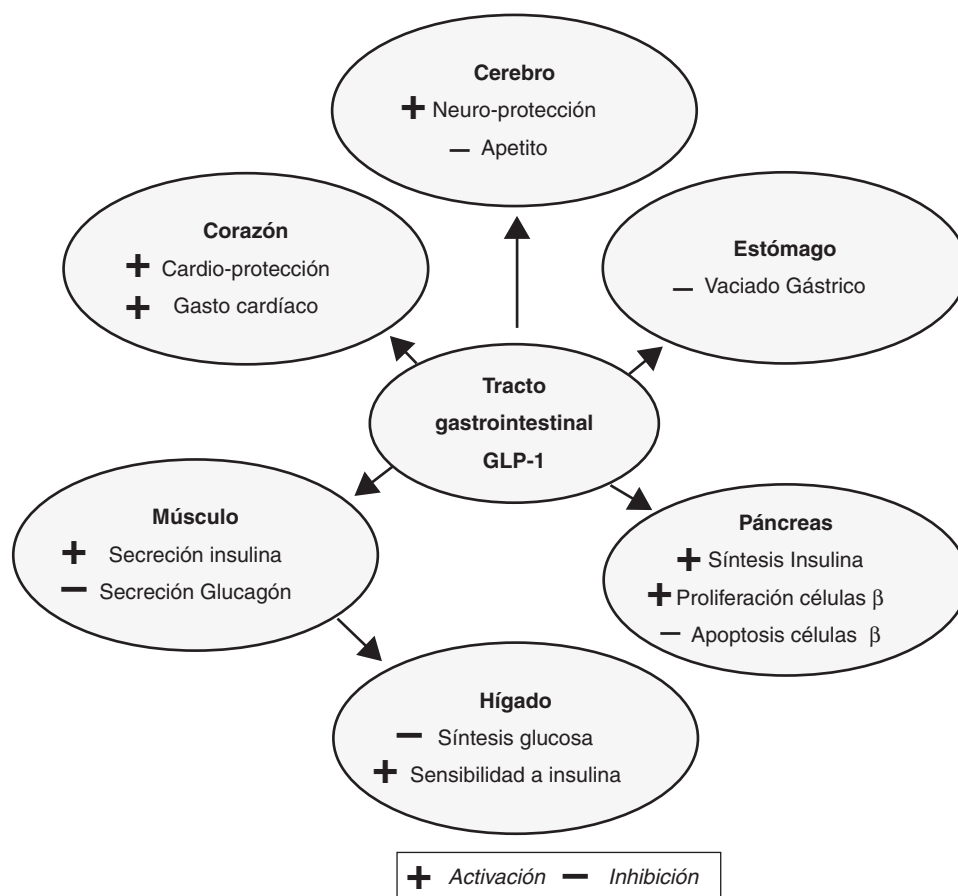 Cerebro
+ Neuro-protección
– Apetito
Corazón
+ Cardio-protección
+ Gasto cardíaco
Estómago
– Vaciado Gástrico
Tracto
gastrointestinal
GLP-1
Músculo
+ Secreción insulina
– Secreción Glucagón
Páncreas
+ Síntesis Insulina
+ Proliferación células β
– Apoptosis células β
Hígado
– Síntesis glucosa
+ Sensibilidad a insulina
+ Activación – Inhibición